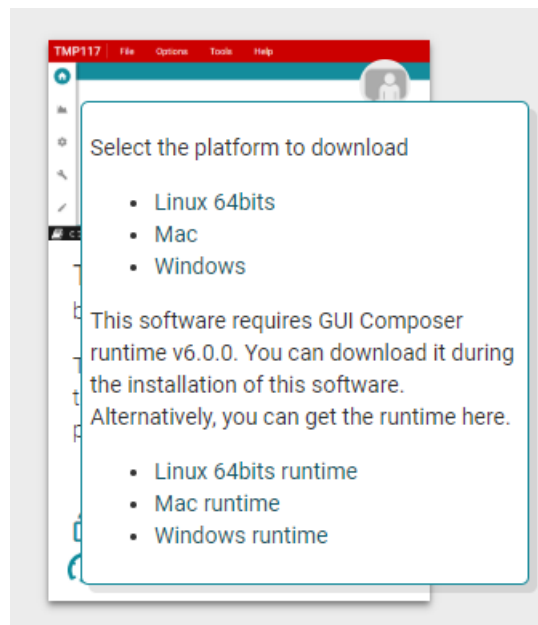 TMP117 File Options Tools Help
Select the platform to download
Linux 64bits
Mac
Windows
This software requires GUI Composer
runtime v6.0.0. You can download it during
the installation of this software.
Alternatively, you can get the runtime here.
Linux 64bits runtime
Mac runtime
Windows runtime